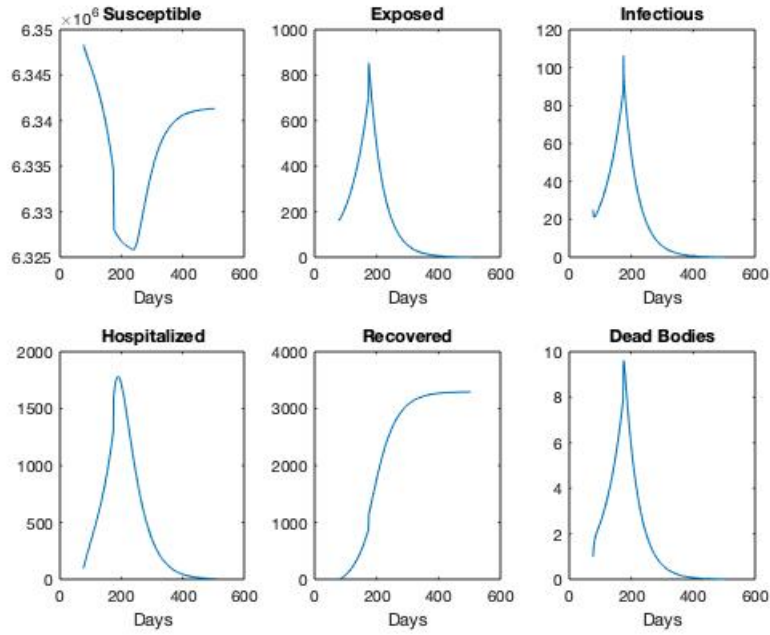 ×10⁶ Susceptible
6.35
6.345
6.34
6.335
6.33
6.325
0 200 400 600
Days
Exposed
1000
800
600
400
200
0
0 200 400 600
Days
Infectious
120
100
80
60
40
20
0
0 200 400 600
Days
Hospitalized
2000
1500
1000
500
0
0 200 400 600
Days
Recovered
4000
3000
2000
1000
0
0 200 400 600
Days
Dead Bodies
10
8
6
4
2
0
0 200 400 600
Days